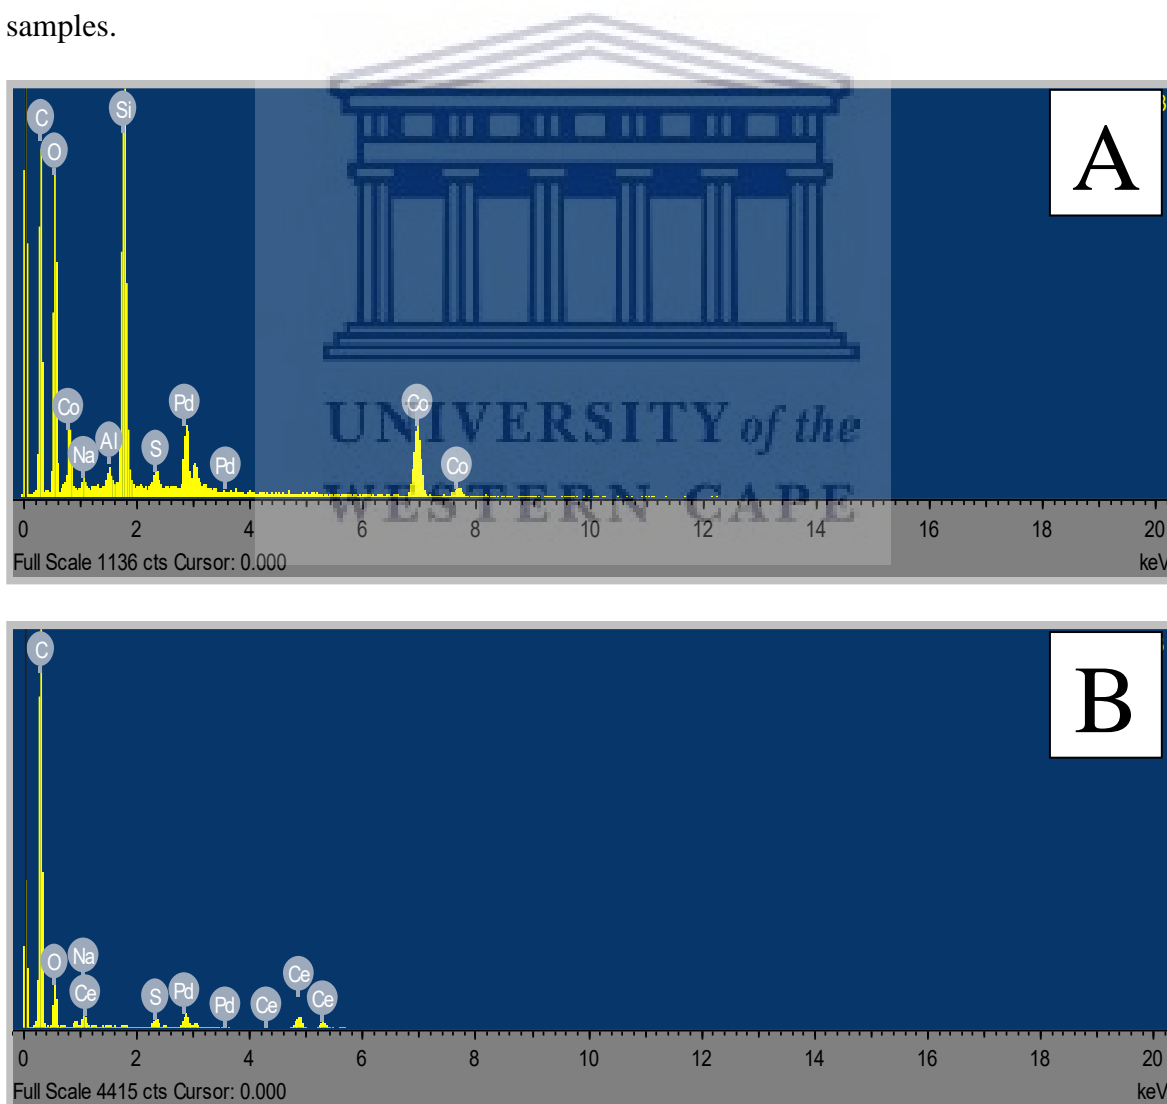 samples.
A
C
Si
O
Co
Na
Al
S
Pd
Pd
Co
Co
UNIVERSITY of the
WESTERN CAPE
0 2 4 6 8 10 12 14 16 18 20
Full Scale 1136 cts Cursor: 0.000 keV
B
C
O
Na
Ce
S
Pd
Pd
Ce
Ce
Ce
0 2 4 6 8 10 12 14 16 18 20
Full Scale 4415 cts Cursor: 0.000 keV